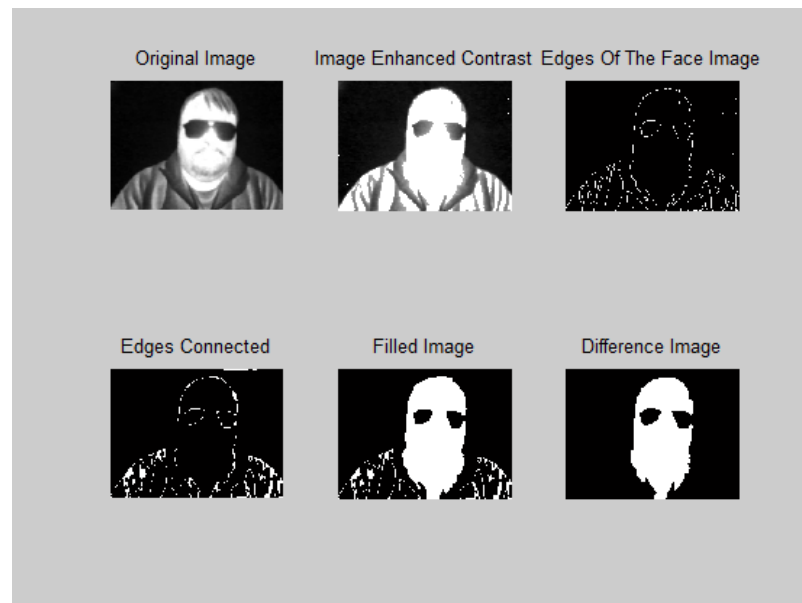 Original Image
Image Enhanced Contrast
Edges Of The Face Image
Edges Connected
Filled Image
Difference Image